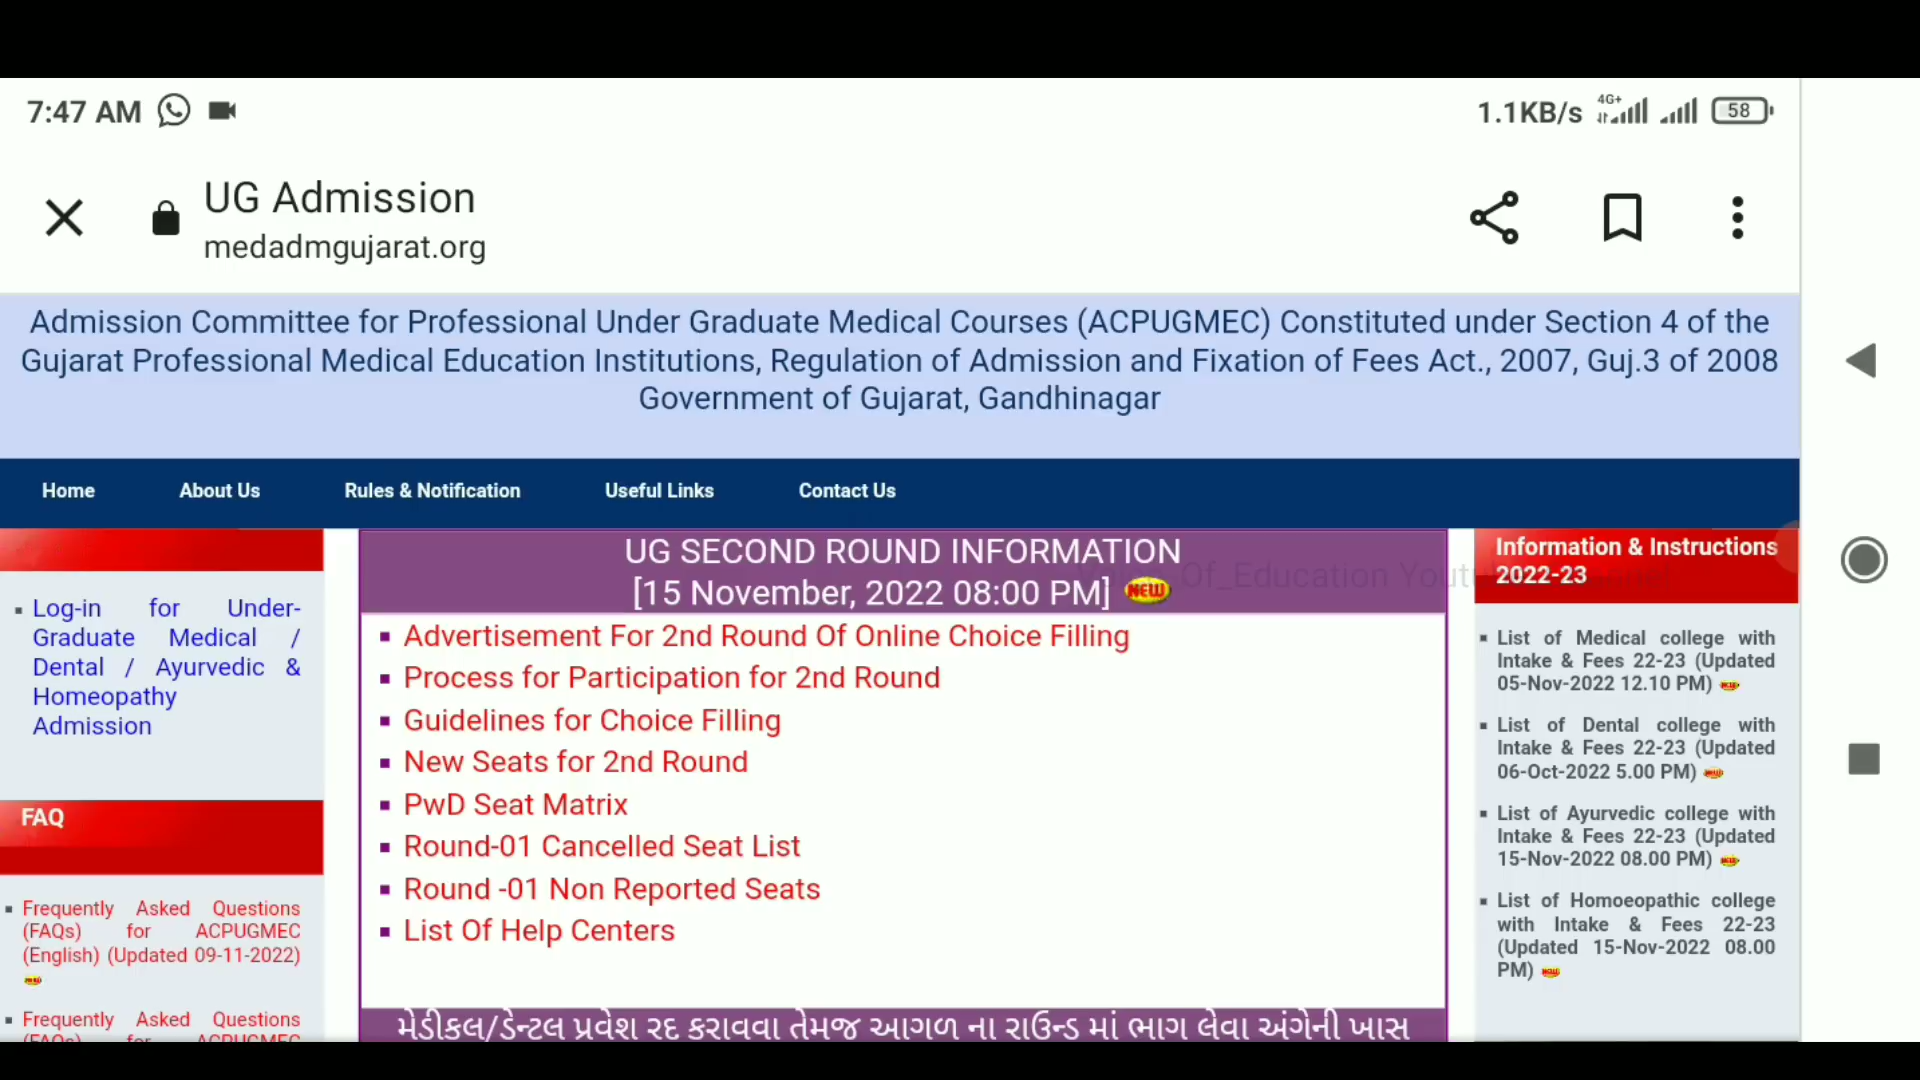 7:47 AM
1.1KB/s 4G+ 58
UG Admission
medadmgujarat.org
Admission Committee for Professional Under Graduate Medical Courses (ACPUGMEC) Constituted under Section 4 of the
Gujarat Professional Medical Education Institutions, Regulation of Admission and Fixation of Fees Act., 2007, Guj.3 of 2008
Government of Gujarat, Gandhinagar
Home About Us Rules & Notification Useful Links Contact Us
Log-in for Under-
Graduate Medical /
Dental / Ayurvedic &
Homeopathy
Admission
FAQ
Frequently Asked Questions
(FAQs) for ACPUGMEC
(English) (Updated 09-11-2022)
NEW
Frequently Asked Questions
(FAQs) for ACPUGMEC
UG SECOND ROUND INFORMATION
[15 November, 2022 08:00 PM] NEW
Of_Education
Advertisement For 2nd Round Of Online Choice Filling
Process for Participation for 2nd Round
Guidelines for Choice Filling
New Seats for 2nd Round
PwD Seat Matrix
Round-01 Cancelled Seat List
Round -01 Non Reported Seats
List Of Help Centers
મેડીકલ/ડેન્ટલ પ્રવેશ રદ કરાવવા તેમજ આગળ ના રાઉન્ડ માં ભાગ લેવા અંગેની ખાસ
Information & Instructions
2022-23
List of Medical college with
Intake & Fees 22-23 (Updated
05-Nov-2022 12.10 PM) NEW
List of Dental college with
Intake & Fees 22-23 (Updated
06-Oct-2022 5.00 PM) NEW
List of Ayurvedic college with
Intake & Fees 22-23 (Updated
15-Nov-2022 08.00 PM) NEW
List of Homoeopathic college
with Intake & Fees 22-23
(Updated 15-Nov-2022 08.00
PM) NEW